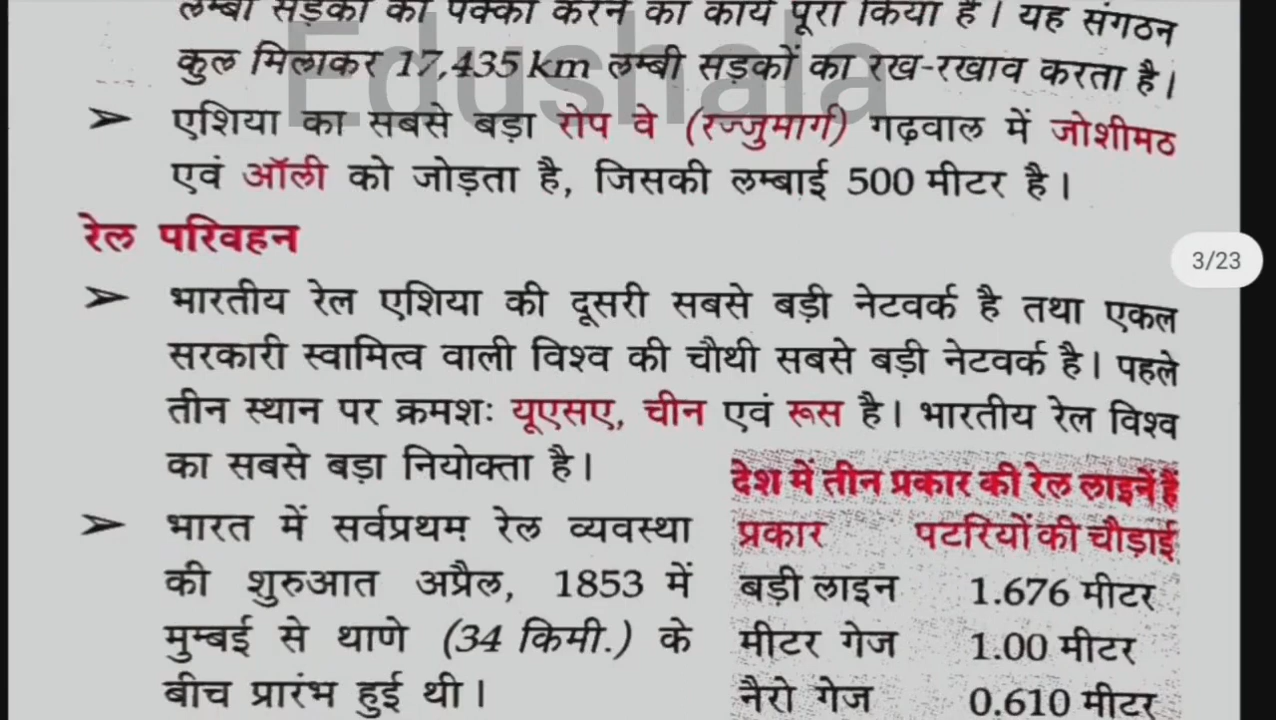 लम्बी सड़कों को पक्का करने का कार्य पूरा किया है। यह संगठन
कुल मिलाकर 17,435 km लम्बी सड़कों का रख-रखाव करता है।
Edushala
➤ एशिया का सबसे बड़ा रोप वे (रज्जुमार्ग) गढ़वाल में जोशीमठ
एवं ऑली को जोड़ता है, जिसकी लम्बाई 500 मीटर है।
रेल परिवहन
3/23
➤ भारतीय रेल एशिया की दूसरी सबसे बड़ी नेटवर्क है तथा एकल
सरकारी स्वामित्व वाली विश्व की चौथी सबसे बड़ी नेटवर्क है। पहले
तीन स्थान पर क्रमशः यूएसए, चीन एवं रूस है। भारतीय रेल विश्व
का सबसे बड़ा नियोक्ता है।
➤ भारत में सर्वप्रथम रेल व्यवस्था
की शुरुआत अप्रैल, 1853 में
मुम्बई से थाणे (34 किमी.) के
बीच प्रारंभ हुई थी।
देश में तीन प्रकार की रेल लाइनें हैं
प्रकार पटरियों की चौड़ाई
बड़ी लाइन 1.676 मीटर
मीटर गेज 1.00 मीटर
नैरो गेज 0.610 मीटर